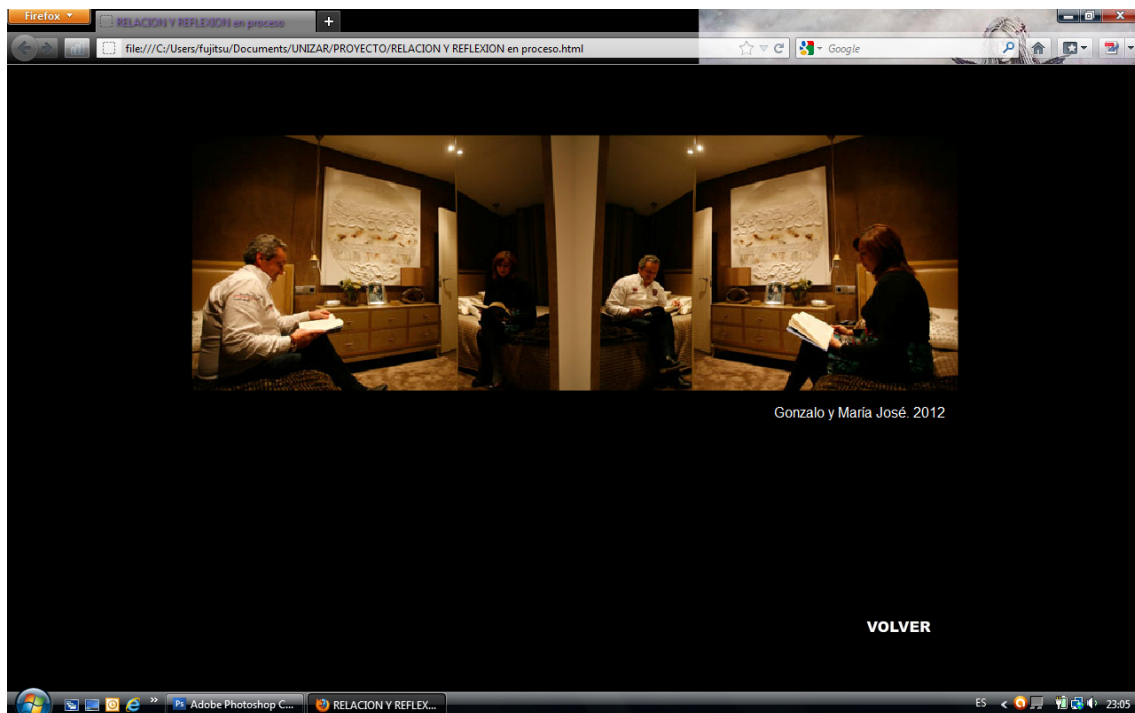 Firefox
RELACION Y REFLEXION en proceso
file:///C:/Users/fujitsu/Documents/UNIZAR/PROYECTO/RELACION Y REFLEXION en proceso.html
Google
Gonzalo y María José. 2012
VOLVER
Adobe Photoshop C...
RELACION Y REFLEX...
ES
23:05